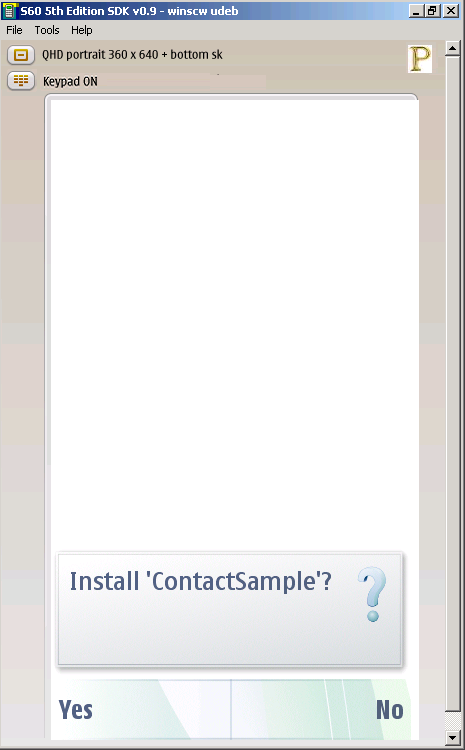 S60 5th Edition SDK v0.9 - winscw udeb
File Tools Help
QHD portrait 360 x 640 + bottom sk
P
Keypad ON
Install 'ContactSample'?
Yes No